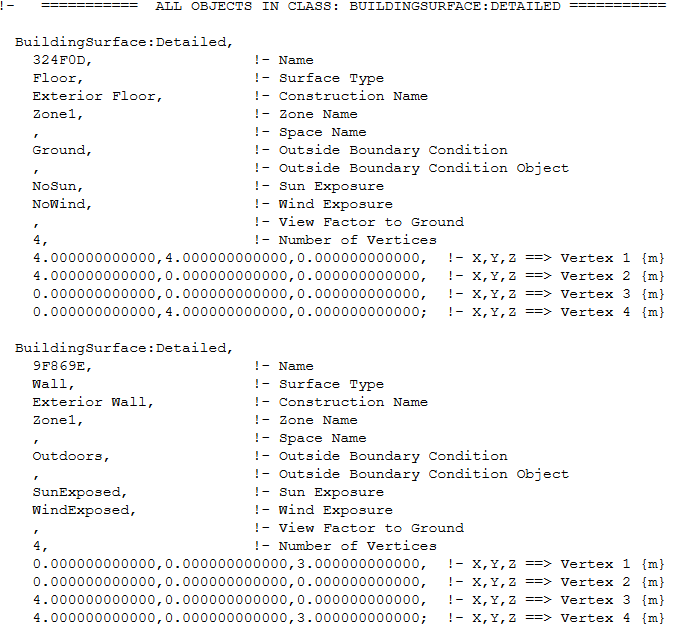 !-   ===========  ALL OBJECTS IN CLASS: BUILDINGSURFACE:DETAILED ===========
BuildingSurface:Detailed,
324F0D,                  !- Name
Floor,                   !- Surface Type
Exterior Floor,          !- Construction Name
Zone1,                   !- Zone Name
,                        !- Space Name
Ground,                  !- Outside Boundary Condition
,                        !- Outside Boundary Condition Object
NoSun,                   !- Sun Exposure
NoWind,                  !- Wind Exposure
,                        !- View Factor to Ground
4,                       !- Number of Vertices
4.000000000000,4.000000000000,0.000000000000,  !- X,Y,Z ==> Vertex 1 {m}
4.000000000000,0.000000000000,0.000000000000,  !- X,Y,Z ==> Vertex 2 {m}
0.000000000000,0.000000000000,0.000000000000,  !- X,Y,Z ==> Vertex 3 {m}
0.000000000000,4.000000000000,0.000000000000;  !- X,Y,Z ==> Vertex 4 {m}
BuildingSurface:Detailed,
9F869E,                  !- Name
Wall,                    !- Surface Type
Exterior Wall,           !- Construction Name
Zone1,                   !- Zone Name
,                        !- Space Name
Outdoors,                !- Outside Boundary Condition
,                        !- Outside Boundary Condition Object
SunExposed,              !- Sun Exposure
WindExposed,             !- Wind Exposure
,                        !- View Factor to Ground
4,                       !- Number of Vertices
0.000000000000,0.000000000000,3.000000000000,  !- X,Y,Z ==> Vertex 1 {m}
0.000000000000,0.000000000000,0.000000000000,  !- X,Y,Z ==> Vertex 2 {m}
4.000000000000,0.000000000000,0.000000000000,  !- X,Y,Z ==> Vertex 3 {m}
4.000000000000,0.000000000000,3.000000000000;  !- X,Y,Z ==> Vertex 4 {m}